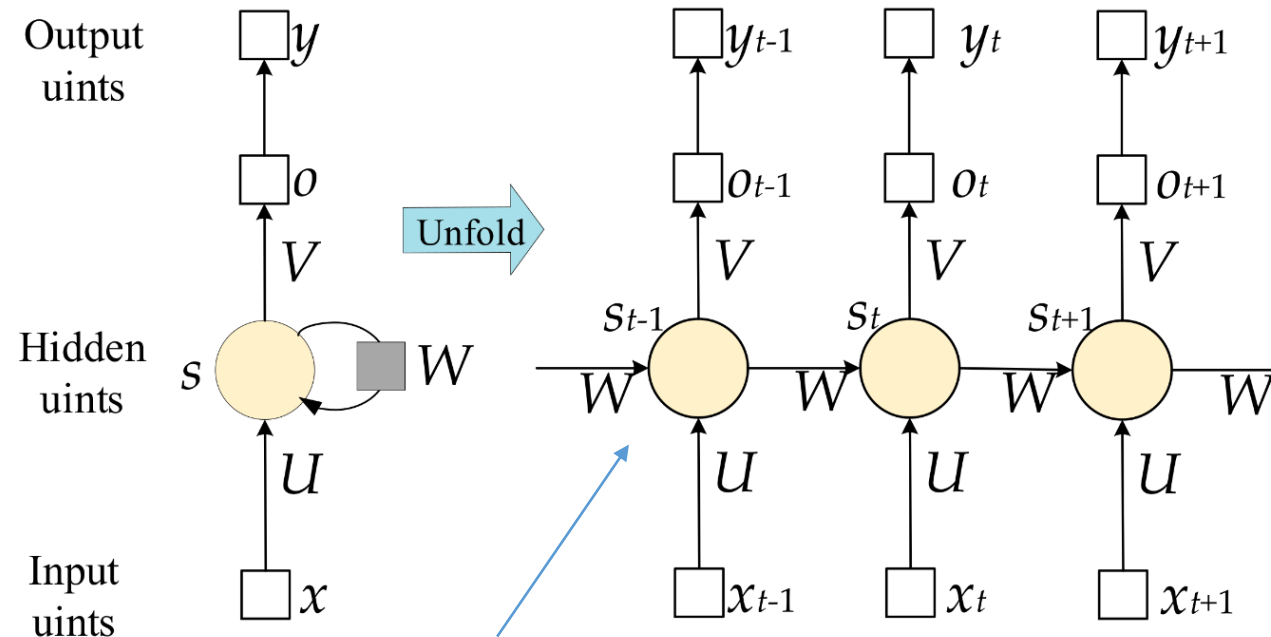 Output
uints
y
o
V
Hidden
uints
s
W
U
Input
uints
x
Unfold
yt-1
yt
yt+1
ot-1
ot
ot+1
V
V
V
st-1
st
st+1
W
W
W
W
U
U
U
xt-1
xt
xt+1